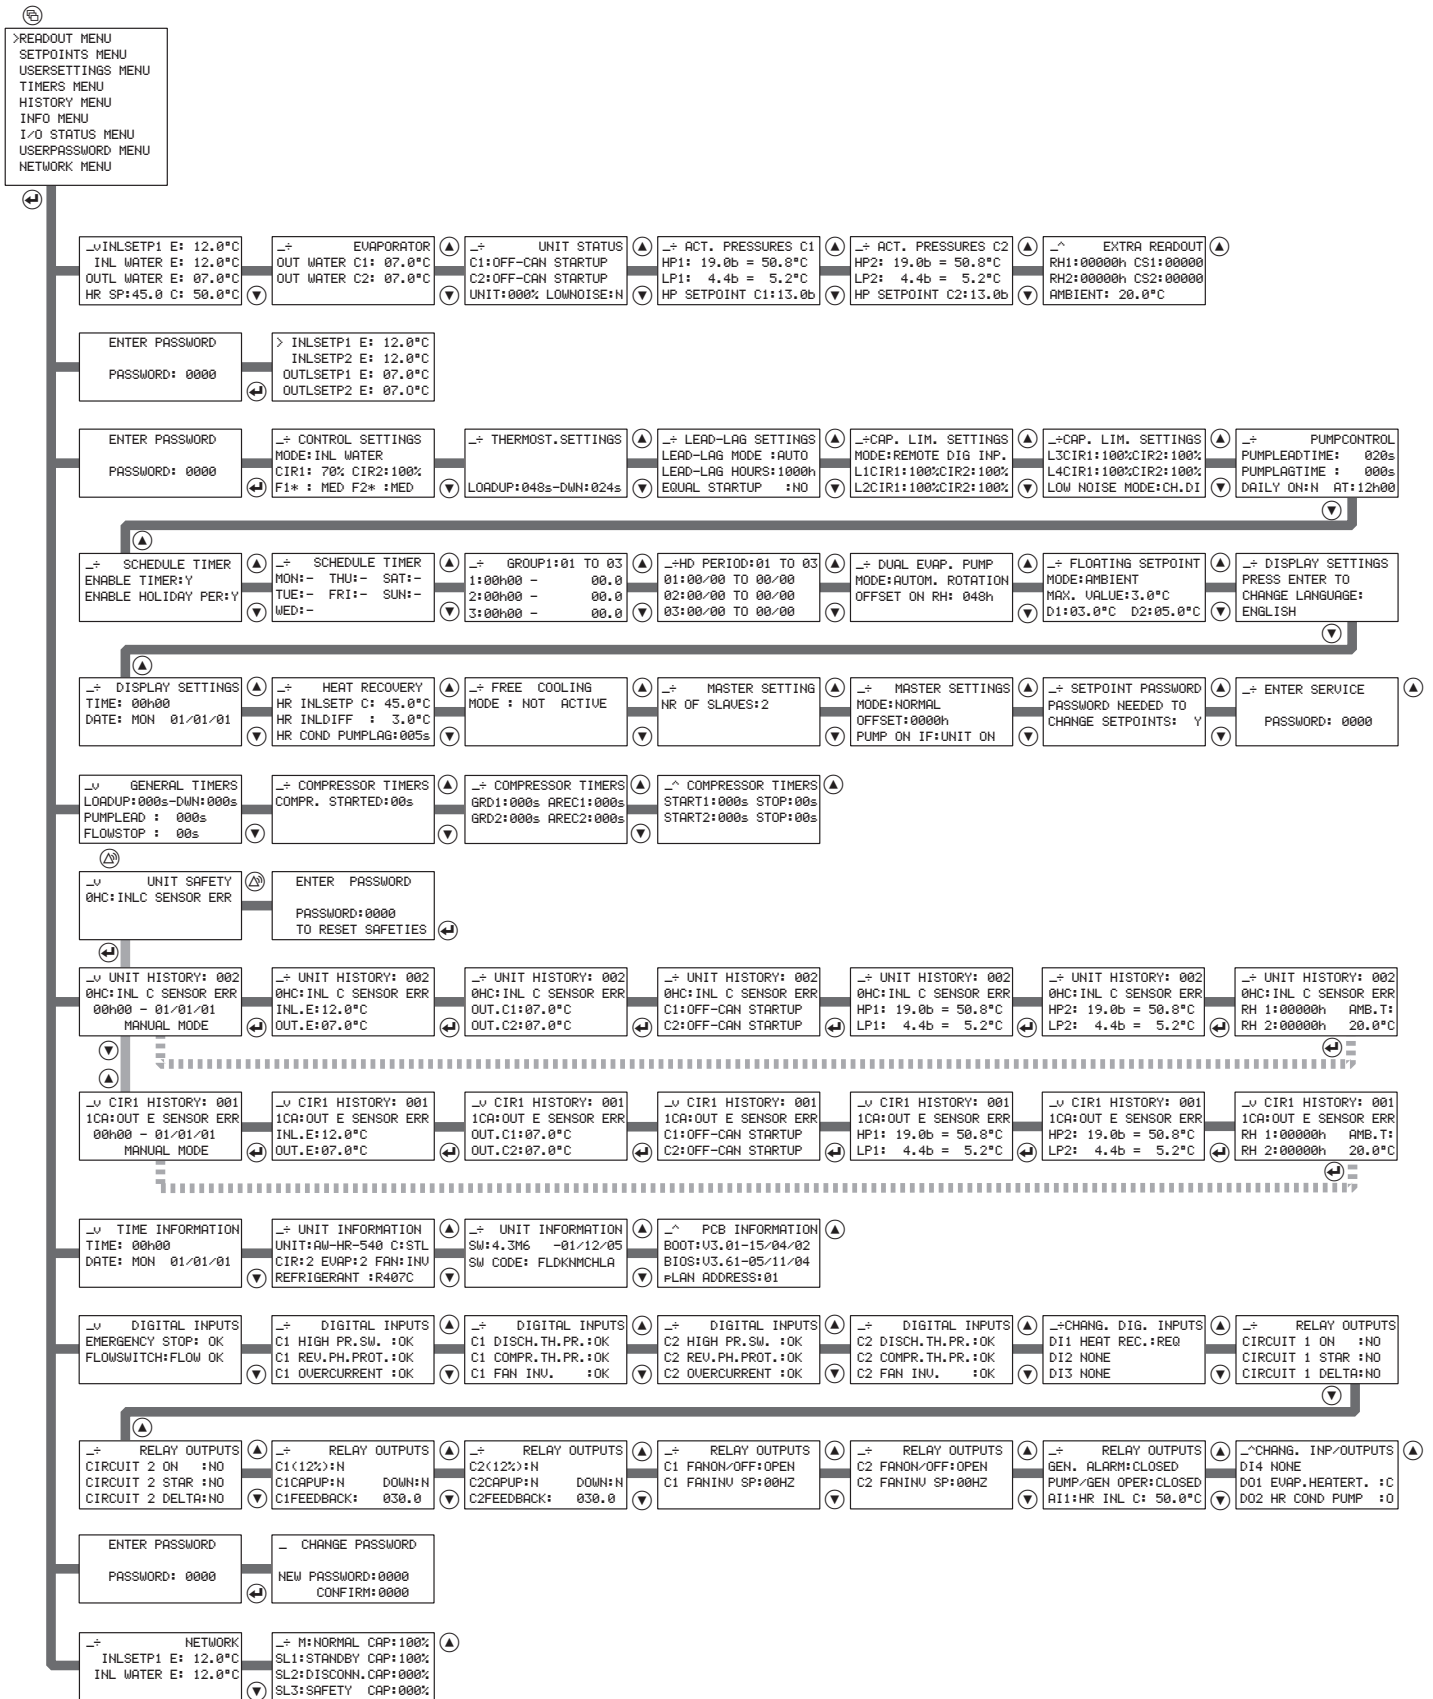 >READOUT MENU
SETPOINTS MENU
USERSETTINGS MENU
TIMERS MENU
HISTORY MENU
INFO MENU
I/O STATUS MENU
USERPASSWORD MENU
NETWORK MENU
_vINLSETP1 E: 12.0°C
INL WATER E: 12.0°C
OUTL WATER E: 07.0°C
HR SP:45.0 C: 50.0°C
_÷ EVAPORATOR
OUT WATER C1: 07.0°C
OUT WATER C2: 07.0°C
_÷ UNIT STATUS
C1:OFF-CAN STARTUP
C2:OFF-CAN STARTUP
UNIT:000% LOWNOISE:N
_÷ ACT. PRESSURES C1
HP1: 19.0b = 50.8°C
LP1: 4.4b = 5.2°C
HP SETPOINT C1:13.0b
_÷ ACT. PRESSURES C2
HP2: 19.0b = 50.8°C
LP2: 4.4b = 5.2°C
HP SETPOINT C2:13.0b
_^ EXTRA READOUT
RH1:00000h CS1:00000
RH2:00000h CS2:00000
AMBIENT: 20.0°C
ENTER PASSWORD
PASSWORD: 0000
> INLSETP1 E: 12.0°C
INLSETP2 E: 12.0°C
OUTLSETP1 E: 07.0°C
OUTLSETP2 E: 07.0°C
ENTER PASSWORD
PASSWORD: 0000
_÷ CONTROL SETTINGS
MODE:INL WATER
CIR1: 70% CIR2:100%
F1* : MED F2* :MED
_÷ THERMOST.SETTINGS
LOADUP:048s-DWN:024s
_÷ LEAD-LAG SETTINGS
LEAD-LAG MODE :AUTO
LEAD-LAG HOURS:1000h
EQUAL STARTUP :NO
_÷CAP. LIM. SETTINGS
MODE:REMOTE DIG INP.
L1CIR1:100%CIR2:100%
L2CIR1:100%CIR2:100%
_÷CAP. LIM. SETTINGS
L3CIR1:100%CIR2:100%
L4CIR1:100%CIR2:100%
LOW NOISE MODE:CH.DI
_÷ PUMPCONTROL
PUMPLEADTIME: 020s
PUMPLAGTIME : 000s
DAILY ON:N AT:12h00
_÷ SCHEDULE TIMER
ENABLE TIMER:Y
ENABLE HOLIDAY PER:Y
_÷ SCHEDULE TIMER
MON:- THU:- SAT:-
TUE:- FRI:- SUN:-
WED:-
_÷ GROUP1:01 TO 03
1:00h00 - 00.0
2:00h00 - 00.0
3:00h00 - 00.0
_÷HD PERIOD:01 TO 03
01:00/00 TO 00/00
02:00/00 TO 00/00
03:00/00 TO 00/00
_÷ DUAL EVAP. PUMP
MODE:AUTOM. ROTATION
OFFSET ON RH: 048h
_÷ FLOATING SETPOINT
MODE:AMBIENT
MAX. VALUE:3.0°C
D1:03.0°C D2:05.0°C
_÷ DISPLAY SETTINGS
PRESS ENTER TO
CHANGE LANGUAGE:
ENGLISH
_÷ DISPLAY SETTINGS
TIME: 00h00
DATE: MON 01/01/01
_÷ HEAT RECOVERY
HR INLSETP C: 45.0°C
HR INLDIFF : 3.0°C
HR COND PUMPLAG:005s
_÷ FREE COOLING
MODE : NOT ACTIVE
_÷ MASTER SETTING
NR OF SLAVES:2
_÷ MASTER SETTINGS
MODE:NORMAL
OFFSET:0000h
PUMP ON IF:UNIT ON
_÷ SETPOINT PASSWORD
PASSWORD NEEDED TO
CHANGE SETPOINTS: Y
_÷ ENTER SERVICE
PASSWORD: 0000
_v GENERAL TIMERS
LOADUP:000s-DWN:000s
PUMPLEAD : 000s
FLOWSTOP : 00s
_÷ COMPRESSOR TIMERS
COMPR. STARTED:00s
_÷ COMPRESSOR TIMERS
GRD1:000s AREC1:000s
GRD2:000s AREC2:000s
_^ COMPRESSOR TIMERS
START1:000s STOP:00s
START2:000s STOP:00s
_v UNIT SAFETY
0HC:INLC SENSOR ERR
ENTER PASSWORD
PASSWORD:0000
TO RESET SAFETIES
_v UNIT HISTORY: 002
0HC:INL C SENSOR ERR
00h00 - 01/01/01
MANUAL MODE
_÷ UNIT HISTORY: 002
0HC:INL C SENSOR ERR
INL.E:12.0°C
OUT.E:07.0°C
_÷ UNIT HISTORY: 002
0HC:INL C SENSOR ERR
OUT.C1:07.0°C
OUT.C2:07.0°C
_÷ UNIT HISTORY: 002
0HC:INL C SENSOR ERR
C1:OFF-CAN STARTUP
C2:OFF-CAN STARTUP
_÷ UNIT HISTORY: 002
0HC:INL C SENSOR ERR
HP1: 19.0b = 50.8°C
LP1: 4.4b = 5.2°C
_÷ UNIT HISTORY: 002
0HC:INL C SENSOR ERR
HP2: 19.0b = 50.8°C
LP2: 4.4b = 5.2°C
_÷ UNIT HISTORY: 002
0HC:INL C SENSOR ERR
RH 1:00000h AMB.T:
RH 2:00000h 20.0°C
_v CIR1 HISTORY: 001
1CA:OUT E SENSOR ERR
00h00 - 01/01/01
MANUAL MODE
_v CIR1 HISTORY: 001
1CA:OUT E SENSOR ERR
INL.E:12.0°C
OUT.E:07.0°C
_v CIR1 HISTORY: 001
1CA:OUT E SENSOR ERR
OUT.C1:07.0°C
OUT.C2:07.0°C
_v CIR1 HISTORY: 001
1CA:OUT E SENSOR ERR
C1:OFF-CAN STARTUP
C2:OFF-CAN STARTUP
_v CIR1 HISTORY: 001
1CA:OUT E SENSOR ERR
HP1: 19.0b = 50.8°C
LP1: 4.4b = 5.2°C
_v CIR1 HISTORY: 001
1CA:OUT E SENSOR ERR
HP2: 19.0b = 50.8°C
LP2: 4.4b = 5.2°C
_v CIR1 HISTORY: 001
1CA:OUT E SENSOR ERR
RH 1:00000h AMB.T:
RH 2:00000h 20.0°C
_v TIME INFORMATION
TIME: 00h00
DATE: MON 01/01/01
_÷ UNIT INFORMATION
UNIT:AW-HR-540 C:STL
CIR:2 EVAP:2 FAN:INV
REFRIGERANT :R407C
_÷ UNIT INFORMATION
SW:4.3M6 -01/12/05
SW CODE: FLDKNMCHLA
_^ PCB INFORMATION
BOOT:V3.01-15/04/02
BIOS:V3.61-05/11/04
pLAN ADDRESS:01
_v DIGITAL INPUTS
EMERGENCY STOP: OK
FLOWSWITCH:FLOW OK
_÷ DIGITAL INPUTS
C1 HIGH PR.SW. :OK
C1 REV.PH.PROT.:OK
C1 OVERCURRENT :OK
_÷ DIGITAL INPUTS
C1 DISCH.TH.PR.:OK
C1 COMPR.TH.PR.:OK
C1 FAN INV. :OK
_÷ DIGITAL INPUTS
C2 HIGH PR.SW. :OK
C2 REV.PH.PROT.:OK
C2 OVERCURRENT :OK
_÷ DIGITAL INPUTS
C2 DISCH.TH.PR.:OK
C2 COMPR.TH.PR.:OK
C2 FAN INV. :OK
_÷CHANG. DIG. INPUTS
DI1 HEAT REC.:REQ
DI2 NONE
DI3 NONE
_÷ RELAY OUTPUTS
CIRCUIT 1 ON :NO
CIRCUIT 1 STAR :NO
CIRCUIT 1 DELTA:NO
_÷ RELAY OUTPUTS
CIRCUIT 2 ON :NO
CIRCUIT 2 STAR :NO
CIRCUIT 2 DELTA:NO
_÷ RELAY OUTPUTS
C1(12%):N
C1CAPUP:N DOWN:N
C1FEEDBACK: 030.0
_÷ RELAY OUTPUTS
C2(12%):N
C2CAPUP:N DOWN:N
C2FEEDBACK: 030.0
_÷ RELAY OUTPUTS
C1 FANON/OFF:OPEN
C1 FANINV SP:00HZ
_÷ RELAY OUTPUTS
C2 FANON/OFF:OPEN
C2 FANINV SP:00HZ
_÷ RELAY OUTPUTS
GEN. ALARM:CLOSED
PUMP/GEN OPER:CLOSED
AI1:HR INL C: 50.0°C
_^CHANG. INP/OUTPUTS
DI4 NONE
DO1 EVAP.HEATERT. :C
DO2 HR COND PUMP :O
ENTER PASSWORD
PASSWORD: 0000
_ CHANGE PASSWORD
NEW PASSWORD:0000
CONFIRM:0000
_÷ NETWORK
INLSETP1 E: 12.0°C
INL WATER E: 12.0°C
_÷ M:NORMAL CAP:100%
SL1:STANDBY CAP:100%
SL2:DISCONN.CAP:000%
SL3:SAFETY CAP:000%